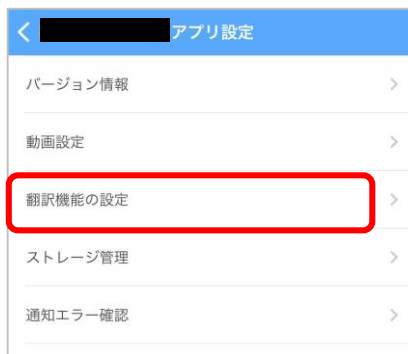 アプリ設定
バージョン情報
動画設定
翻訳機能の設定
ストレージ管理
通知エラー確認